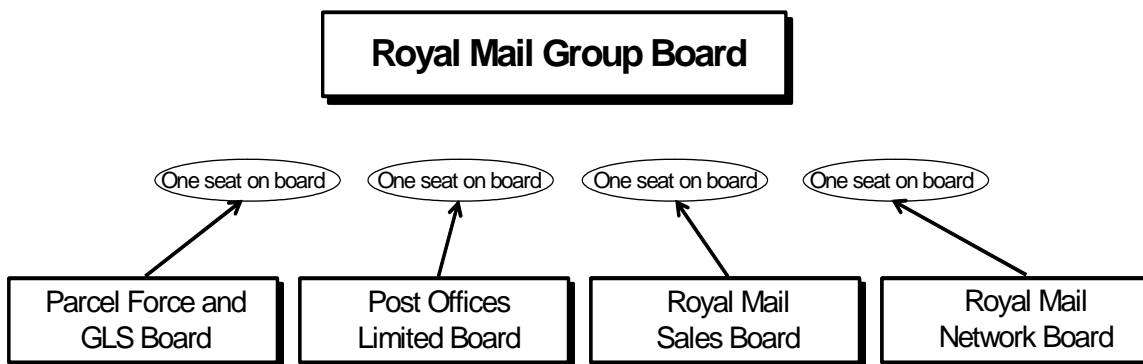 Royal Mail Group Board
One seat on board
One seat on board
One seat on board
One seat on board
Parcel Force and
GLS Board
Post Offices
Limited Board
Royal Mail
Sales Board
Royal Mail
Network Board